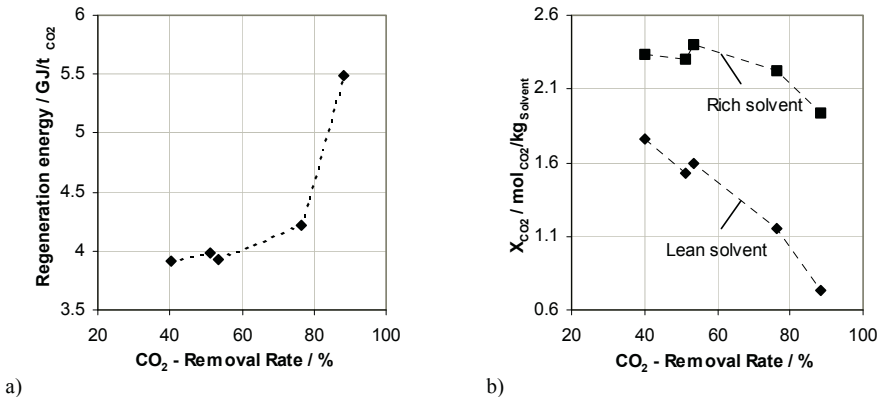 6
5.5
5
4.5
4
3.5
20 40 60 80 100
Regeneration energy / GJ/t CO2
CO2 - Removal Rate / %
a)
2.6
2.1
1.6
1.1
0.6
20 40 60 80 100
XCO2 / molCO2/kgSolvent
Rich solvent
Lean solvent
CO2 - Removal Rate / %
b)